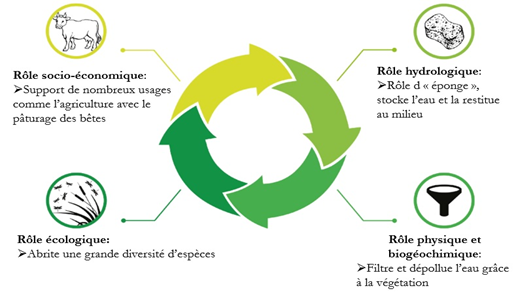 Rôle socio-économique:
➤Support de nombreux usages
comme l'agriculture avec le
pâturage des bêtes
Rôle hydrologique:
➤Rôle d « éponge »,
stocke l'eau et la restitue
au milieu
Rôle écologique:
➤Abrite une grande diversité d'espèces
Rôle physique et
biogéochimique:
➤Filtre et dépollue l'eau grâce
à la végétation